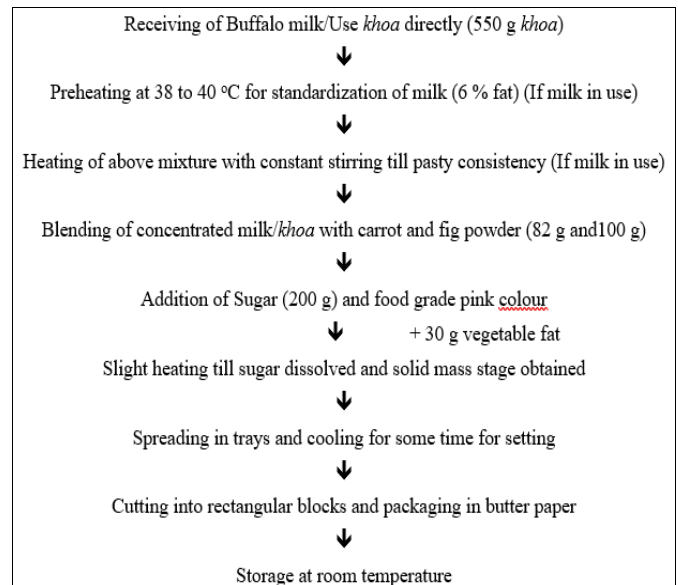 Receiving of Buffalo milk/Use khoa directly (550 g khoa)
Preheating at 38 to 40 ºC for standardization of milk (6 % fat) (If milk in use)
Heating of above mixture with constant stirring till pasty consistency (If milk in use)
Blending of concentrated milk/khoa with carrot and fig powder (82 g and100 g)
Addition of Sugar (200 g) and food grade pink colour
+ 30 g vegetable fat
Slight heating till sugar dissolved and solid mass stage obtained
Spreading in trays and cooling for some time for setting
Cutting into rectangular blocks and packaging in butter paper
Storage at room temperature